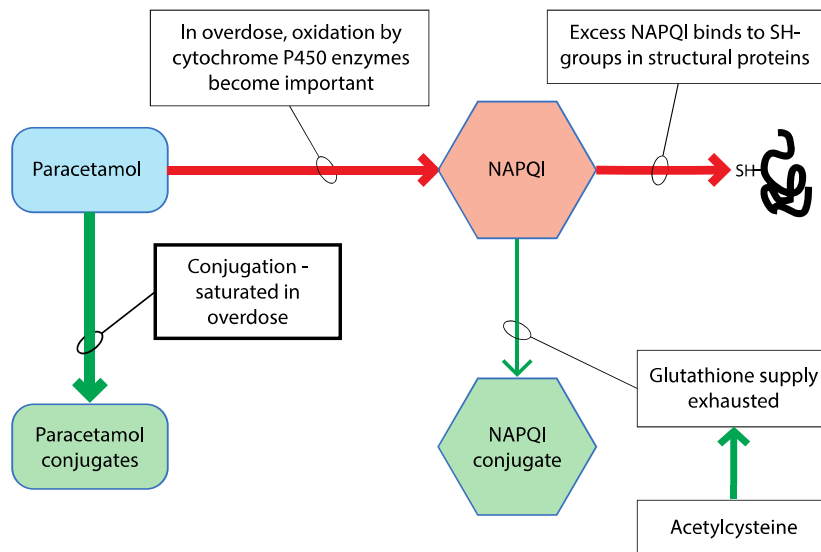 In overdose, oxidation by
cytochrome P450 enzymes
become important
Excess NAPQI binds to SH-
groups in structural proteins
Paracetamol
NAPQI
SH
Conjugation -
saturated in
overdose
Glutathione supply
exhausted
Paracetamol
conjugates
NAPQI
conjugate
Acetylcysteine